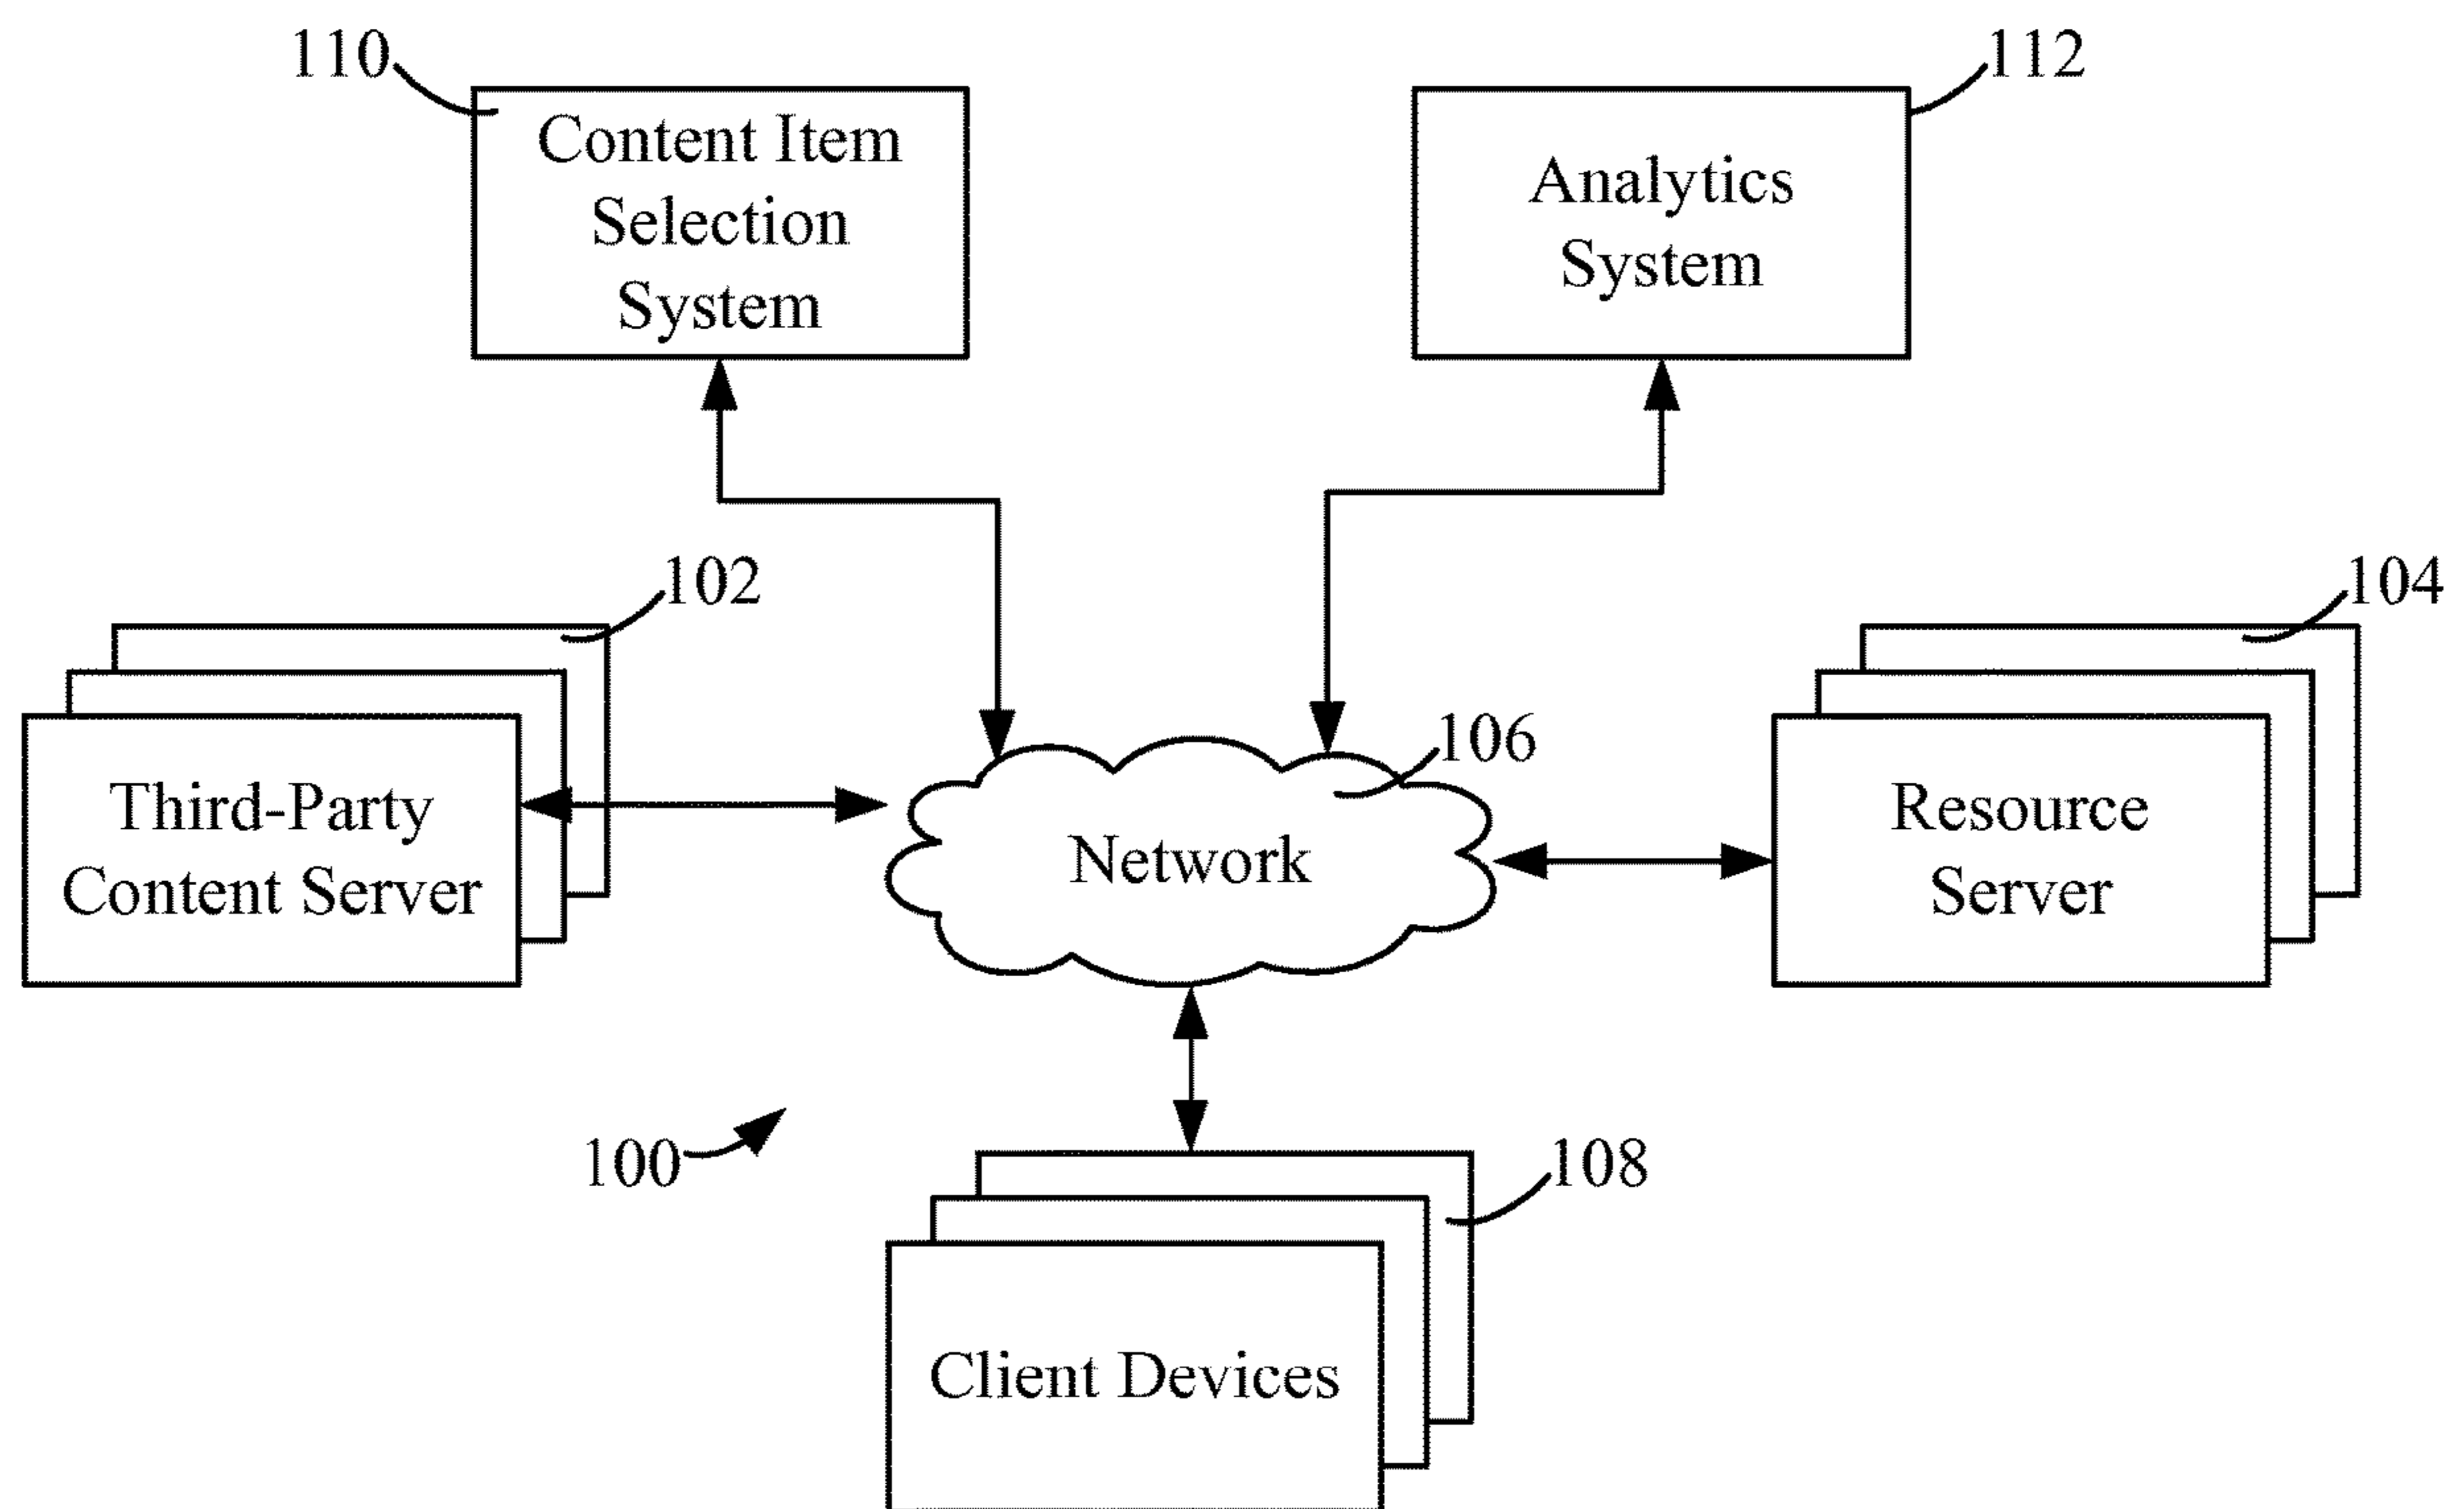 110
Content Item
Selection
System
112
Analytics
System
102
Third-Party
Content Server
104
Resource
Server
106
Network
100
108
Client Devices